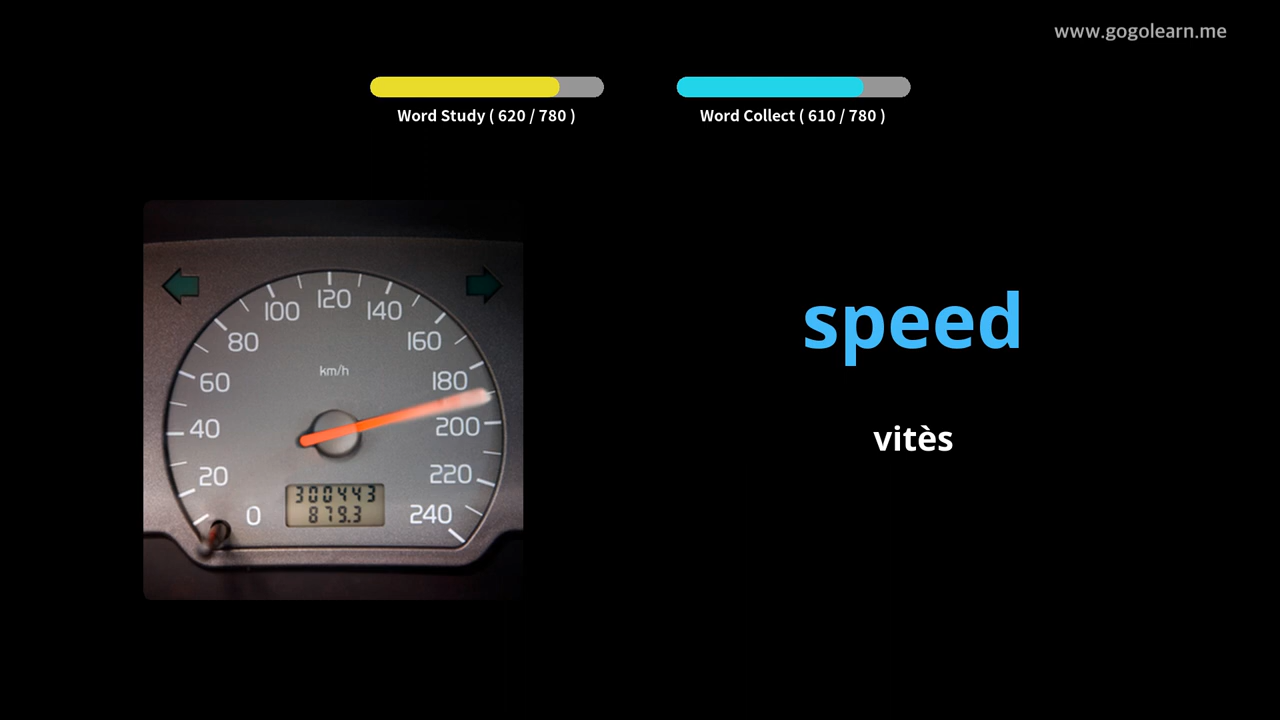 www.gogolearn.me
Word Study ( 620 / 780 )
Word Collect ( 610 / 780 )
speed
vitès
0
20
40
60
80
100
120
140
160
180
200
220
240
km/h
300443
879.3